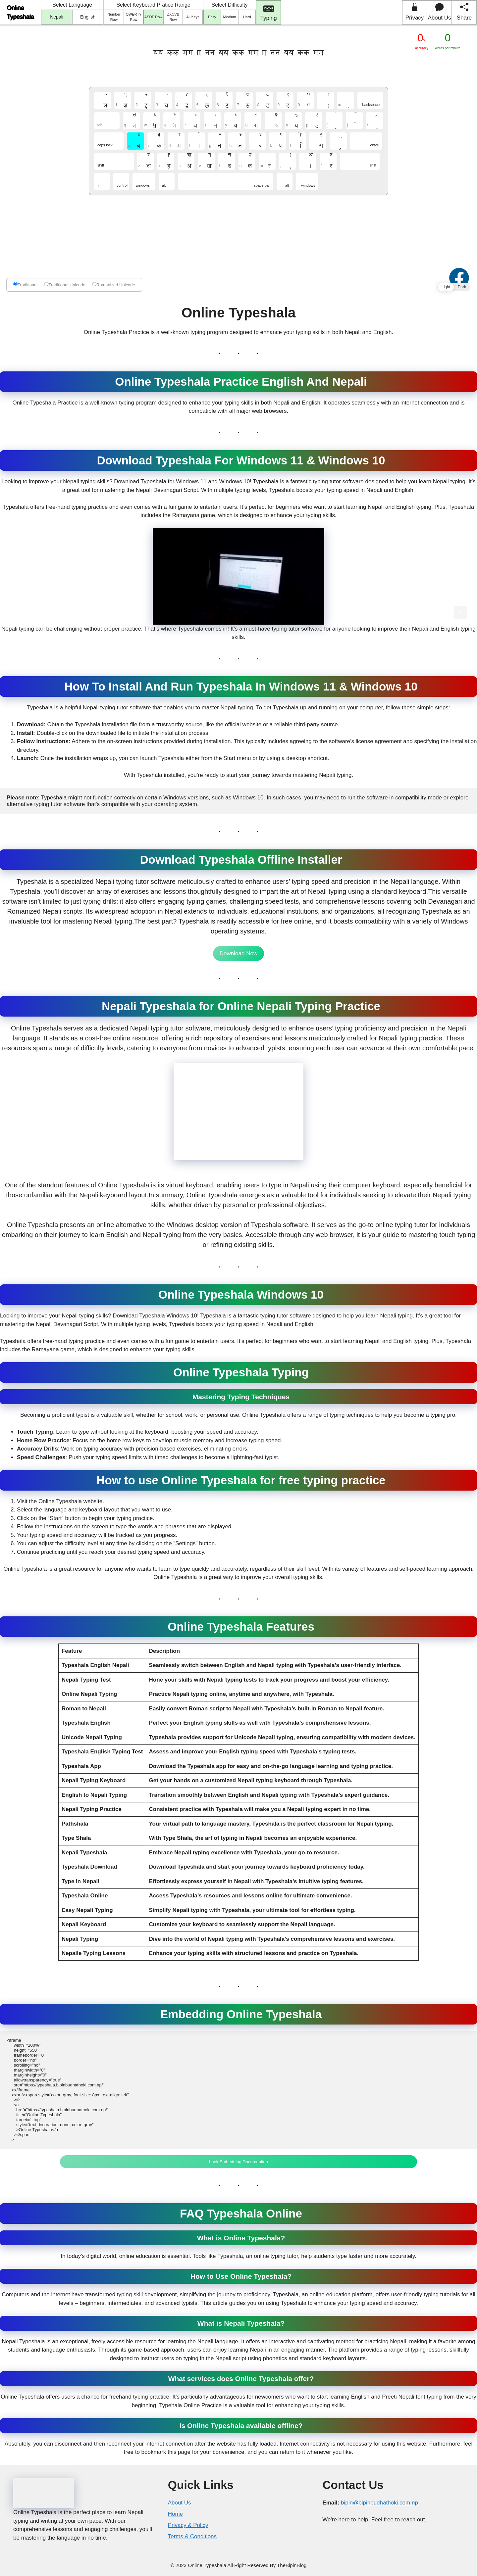 Online
Typeshala
Select Language
Nepali
English
Select Keyboard Pratice Range
Number Row
QWERTY Row
ASDF Row
ZXCVB Row
All Keys
Select Difficulty
Easy
Medium
Hard
Typing
Privacy
About Us
Share
accuracy
words per minute
backspace
tab
caps lock
enter
shift
shift
fn
control
windows
alt
space bar
alt
windows
Traditional
Traditional Unicode
Romanized Unicode
Light
Dark
Online Typeshala
Online Typeshala Practice is a well-known typing program designed to enhance your typing skills in both Nepali and English.
Online Typeshala Practice English And Nepali
Online Typeshala Practice is a well-known typing program designed to enhance your typing skills in both Nepali and English. It operates seamlessly with an internet connection and is
compatible with all major web browsers.
Download Typeshala For Windows 11 & Windows 10
Looking to improve your Nepali typing skills? Download Typeshala for Windows 11 and Windows 10! Typeshala is a fantastic typing tutor software designed to help you learn Nepali typing. It's
a great tool for mastering the Nepali Devanagari Script. With multiple typing levels, Typeshala boosts your typing speed in Nepali and English.
Typeshala offers free-hand typing practice and even comes with a fun game to entertain users. It's perfect for beginners who want to start learning Nepali and English typing. Plus, Typeshala
includes the Ramayana game, which is designed to enhance your typing skills.
Nepali typing can be challenging without proper practice. That's where Typeshala comes in! It's a must-have typing tutor software for anyone looking to improve their Nepali and English typing
skills.
How To Install And Run Typeshala In Windows 11 & Windows 10
Typeshala is a helpful Nepali typing tutor software that enables you to master Nepali typing. To get Typeshala up and running on your computer, follow these simple steps:
1. Download: Obtain the Typeshala installation file from a trustworthy source, like the official website or a reliable third-party source.
2. Install: Double-click on the downloaded file to initiate the installation process.
3. Follow Instructions: Adhere to the on-screen instructions provided during installation. This typically includes agreeing to the software's license agreement and specifying the installation
directory.
4. Launch: Once the installation wraps up, you can launch Typeshala either from the Start menu or by using a desktop shortcut.
With Typeshala installed, you're ready to start your journey towards mastering Nepali typing.
Please note: Typeshala might not function correctly on certain Windows versions, such as Windows 10. In such cases, you may need to run the software in compatibility mode or explore
alternative typing tutor software that's compatible with your operating system.
Download Typeshala Offline Installer
Typeshala is a specialized Nepali typing tutor software meticulously crafted to enhance users' typing speed and precision in the Nepali language. Within
Typeshala, you'll discover an array of exercises and lessons thoughtfully designed to impart the art of Nepali typing using a standard keyboard.This versatile
software isn't limited to just typing drills; it also offers engaging typing games, comprehensive typing speed tests, and comprehensive lessons covering both Devanagari and
Romanized Nepali scripts. Its widespread adoption in Nepal extends to individuals, educational institutions, and organizations, all recognizing Typeshala as an
invaluable tool for mastering Nepali typing.The best part? Typeshala is readily accessible for free online, and it boasts compatibility with a variety of Windows
operating systems.
Download Now
Nepali Typeshala for Online Nepali Typing Practice
Online Typeshala serves as a dedicated Nepali typing tutor software, meticulously designed to enhance users' typing proficiency and precision in the Nepali
language. It stands as a cost-free online resource, offering a rich repository of exercises and lessons meticulously crafted for Nepali typing practice. These
resources span a range of difficulty levels, catering to everyone from novices to advanced typists, ensuring each user can advance at their own comfortable pace.
One of the standout features of Online Typeshala is its virtual keyboard, enabling users to type in Nepali using their computer keyboard, especially beneficial for
those unfamiliar with the Nepali keyboard layout.In summary, Online Typeshala emerges as a valuable tool for individuals seeking to elevate their Nepali typing
skills, whether driven by personal or professional objectives.
Online Typeshala presents an online alternative to the Windows desktop version of Typeshala software. It serves as the go-to online typing tutor for individuals
embarking on their journey to learn English and Nepali typing from the very basics. Accessible through any web browser, it is your guide to mastering touch typing
or refining existing skills.
Online Typeshala Windows 10
Looking to improve your Nepali typing skills? Download Typeshala Windows 10! Typeshala is a fantastic typing tutor software designed to help you learn Nepali typing. It's a great tool for
mastering the Nepali Devanagari Script. With multiple typing levels, Typeshala boosts your typing speed in Nepali and English.
Typeshala offers free-hand typing practice and even comes with a fun game to entertain users. It's perfect for beginners who want to start learning Nepali and English typing. Plus, Typeshala
includes the Ramayana game, which is designed to enhance your typing skills.
Online Typeshala Typing
Mastering Typing Techniques
Becoming a proficient typist is a valuable skill, whether for school, work, or personal use. Online Typeshala offers a range of typing techniques to help you become a typing pro:
• Touch Typing: Learn to type without looking at the keyboard, boosting your speed and accuracy.
• Home Row Practice: Focus on the home row keys to develop muscle memory and increase typing speed.
• Accuracy Drills: Work on typing accuracy with precision-based exercises, eliminating errors.
• Speed Challenges: Push your typing speed limits with timed challenges to become a lightning-fast typist.
How to use Online Typeshala for free typing practice
1. Visit the Online Typeshala website.
2. Select the language and keyboard layout that you want to use.
3. Click on the "Start" button to begin your typing practice.
4. Follow the instructions on the screen to type the words and phrases that are displayed.
5. Your typing speed and accuracy will be tracked as you progress.
6. You can adjust the difficulty level at any time by clicking on the "Settings" button.
7. Continue practicing until you reach your desired typing speed and accuracy.
Online Typeshala is a great resource for anyone who wants to learn to type quickly and accurately, regardless of their skill level. With its variety of features and self-paced learning approach,
Online Typeshala is a great way to improve your overall typing skills.
Online Typeshala Features
Feature Description
Typeshala English Nepali Seamlessly switch between English and Nepali typing with Typeshala's user-friendly interface.
Nepali Typing Test Hone your skills with Nepali typing tests to track your progress and boost your efficiency.
Online Nepali Typing Practice Nepali typing online, anytime and anywhere, with Typeshala.
Roman to Nepali Easily convert Roman script to Nepali with Typeshala's built-in Roman to Nepali feature.
Typeshala English Perfect your English typing skills as well with Typeshala's comprehensive lessons.
Unicode Nepali Typing Typeshala provides support for Unicode Nepali typing, ensuring compatibility with modern devices.
Typeshala English Typing Test Assess and improve your English typing speed with Typeshala's typing tests.
Typeshala App Download the Typeshala app for easy and on-the-go language learning and typing practice.
Nepali Typing Keyboard Get your hands on a customized Nepali typing keyboard through Typeshala.
English to Nepali Typing Transition smoothly between English and Nepali typing with Typeshala's expert guidance.
Nepali Typing Practice Consistent practice with Typeshala will make you a Nepali typing expert in no time.
Pathshala Your virtual path to language mastery, Typeshala is the perfect classroom for Nepali typing.
Type Shala With Type Shala, the art of typing in Nepali becomes an enjoyable experience.
Nepali Typeshala Embrace Nepali typing excellence with Typeshala, your go-to resource.
Typeshala Download Download Typeshala and start your journey towards keyboard proficiency today.
Type in Nepali Effortlessly express yourself in Nepali with Typeshala's intuitive typing features.
Typeshala Online Access Typeshala's resources and lessons online for ultimate convenience.
Easy Nepali Typing Simplify Nepali typing with Typeshala, your ultimate tool for effortless typing.
Nepali Keyboard Customize your keyboard to seamlessly support the Nepali language.
Nepali Typing Dive into the world of Nepali typing with Typeshala's comprehensive lessons and exercises.
Nepaile Typing Lessons Enhance your typing skills with structured lessons and practice on Typeshala.
Embedding Online Typeshala
<iframe
width="100%"
height="650"
frameborder="0"
border="no"
scrolling="no"
marginwidth="0"
marginheight="0"
allowtransparency="true"
src="https://typeshala.bipinbudhathoki.com.np/"
></iframe
><br /><span style="color: gray; font-size: 8px; text-align: left"
>©
<a
href="https://typeshala.bipinbudhathoki.com.np/"
title="Online Typeshala"
target="_top"
style="text-decoration: none; color: gray"
>Online Typeshala</a
></span
>
Look Embedding Documention
FAQ Typeshala Online
What is Online Typeshala?
In today's digital world, online education is essential. Tools like Typeshala, an online typing tutor, help students type faster and more accurately.
How to Use Online Typeshala?
Computers and the internet have transformed typing skill development, simplifying the journey to proficiency. Typeshala, an online education platform, offers user-friendly typing tutorials for all
levels – beginners, intermediates, and advanced typists. This article guides you on using Typeshala to enhance your typing speed and accuracy.
What is Nepali Typeshala?
Nepali Typeshala is an exceptional, freely accessible resource for learning the Nepali language. It offers an interactive and captivating method for practicing Nepali, making it a favorite among
students and language enthusiasts. Through its game-based approach, users can enjoy learning Nepali in an engaging manner. The platform provides a range of typing lessons, skillfully
designed to instruct users on typing in the Nepali script using phonetics and standard keyboard layouts.
What services does Online Typeshala offer?
Online Typeshala offers users a chance for freehand typing practice. It's particularly advantageous for newcomers who want to start learning English and Preeti Nepali font typing from the very
beginning. Typeshala Online Practice is a valuable tool for enhancing your typing skills.
Is Online Typeshala available offline?
Absolutely, you can disconnect and then reconnect your internet connection after the website has fully loaded. Internet connectivity is not necessary for using this website. Furthermore, feel
free to bookmark this page for your convenience, and you can return to it whenever you like.
Online Typeshala is the perfect place to learn Nepali
typing and writing at your own pace. With our
comprehensive lessons and engaging challenges, you'll
be mastering the language in no time.
Quick Links
About Us
Home
Privacy & Policy
Terms & Conditions
Contact Us
Email: bipin@bipinbudhathoki.com.np
We're here to help! Feel free to reach out.
© 2023 Online Typeshala All Right Reserved By TheBipinBlog